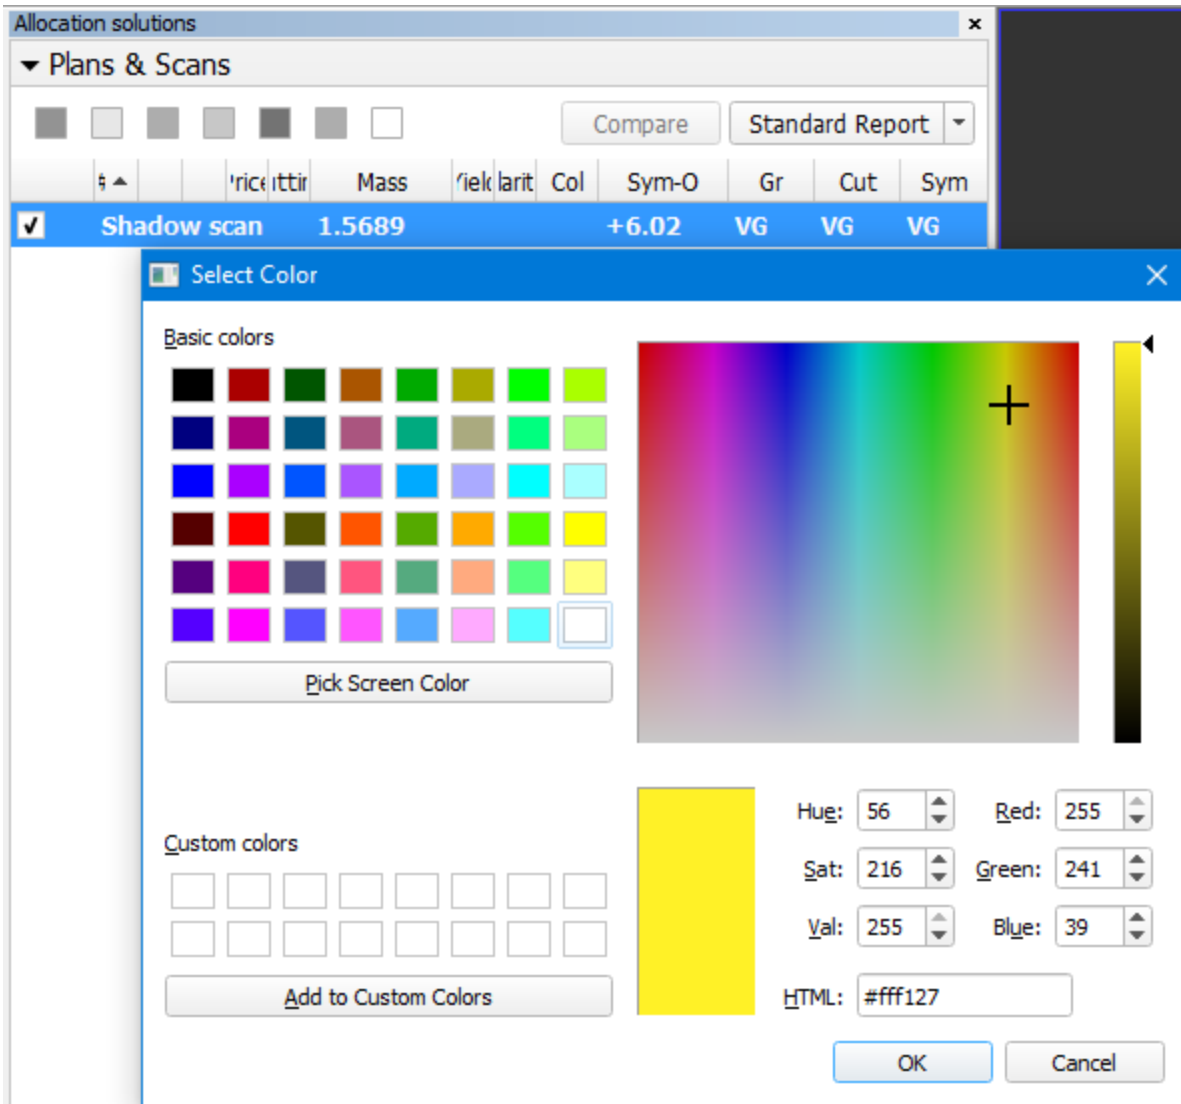 Allocation solutions
Plans & Scans
Compare Standard Report
Mass Col Sym-O Gr Cut Sym
Shadow scan 1.5689 +6.02 VG VG VG
Select Color
Basic colors
Pick Screen Color
Hue: 56 Red: 255
Custom colors
Sat: 216 Green: 241
Val: 255 Blue: 39
Add to Custom Colors
HTML: #fff127
OK Cancel